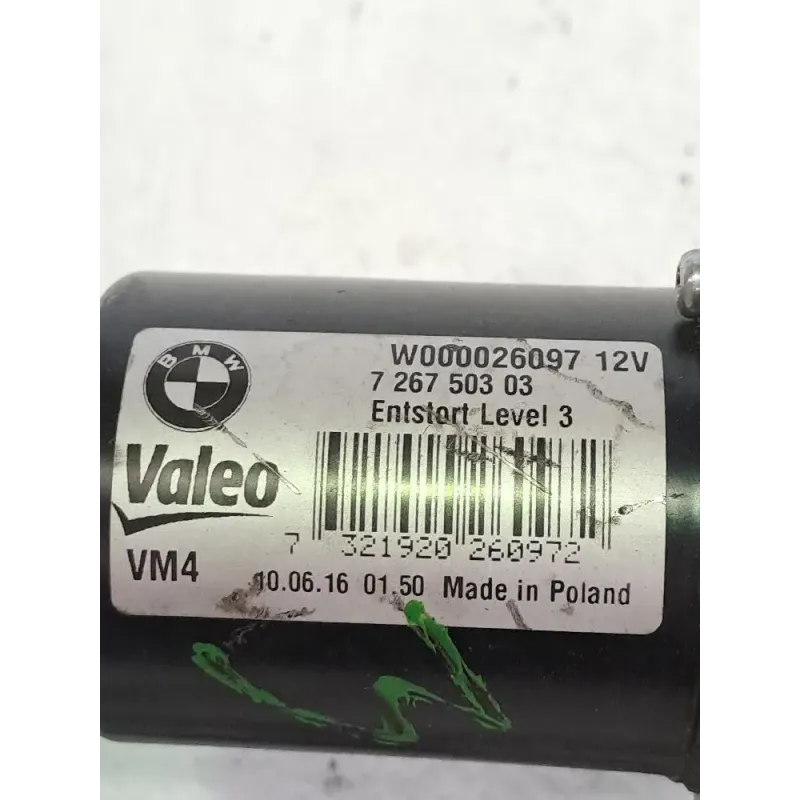 BMW
W000026097 12V
7 267 503 03
Entstört Level 3
Valeo
7 321920 260972
VM4
10.06.16 01.50 Made in Poland